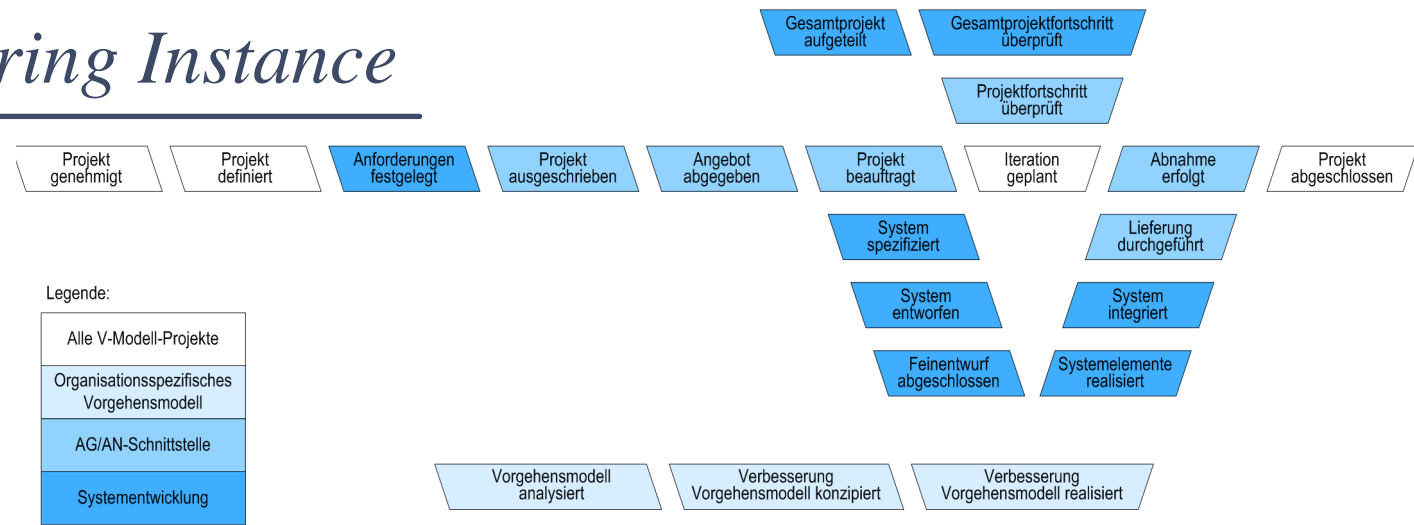 ring Instance
Gesamtprojekt
aufgeteilt
Gesamtprojektfortschritt
überprüft
Projektfortschritt
überprüft
Projekt
genehmigt
Projekt
definiert
Anforderungen
festgelegt
Projekt
ausgeschrieben
Angebot
abgegeben
Projekt
beauftragt
Iteration
geplant
Abnahme
erfolgt
Projekt
abgeschlossen
System
spezifiziert
Lieferung
durchgeführt
System
entworfen
System
integriert
Feinentwurf
abgeschlossen
Systemelemente
realisiert
Legende:
Alle V-Modell-Projekte
Organisationsspezifisches
Vorgehensmodell
AG/AN-Schnittstelle
Systementwicklung
Vorgehensmodell
analysiert
Verbesserung
Vorgehensmodell konzipiert
Verbesserung
Vorgehensmodell realisiert